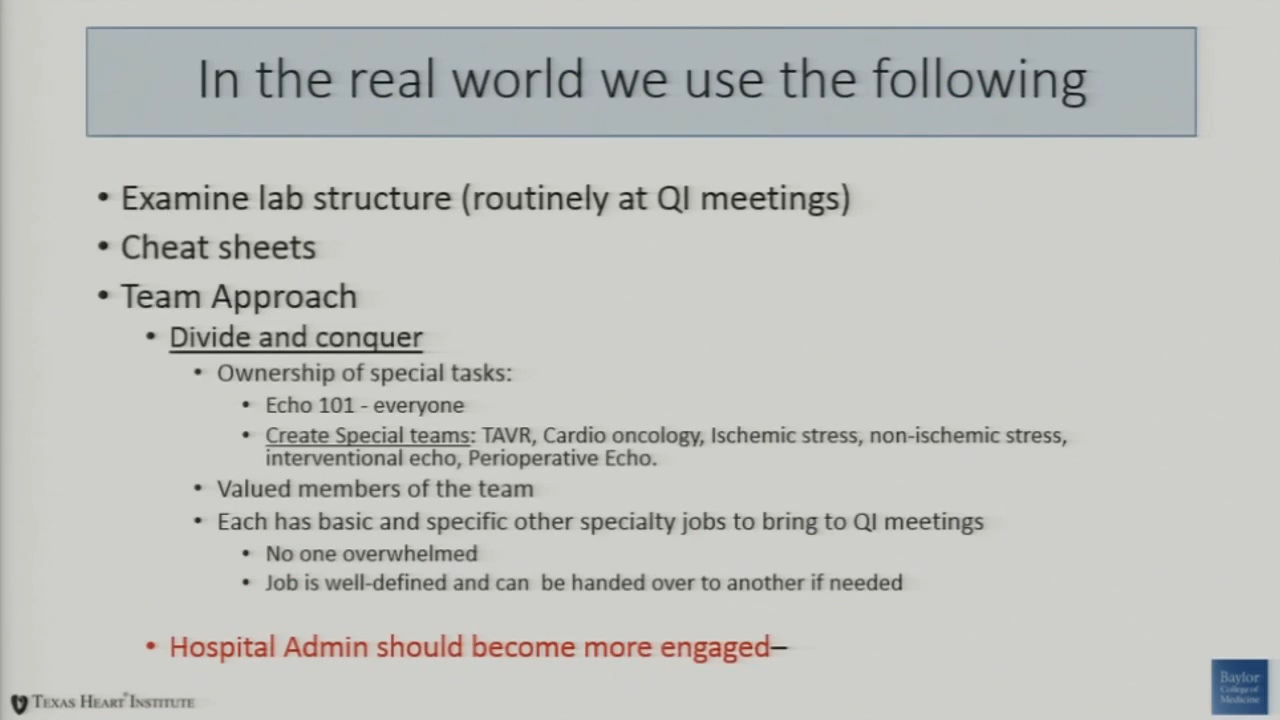 In the real world we use the following
• Examine lab structure (routinely at QI meetings)
• Cheat sheets
• Team Approach
• Divide and conquer
• Ownership of special tasks:
• Echo 101 - everyone
• Create Special teams: TAVR, Cardio oncology, Ischemic stress, non-ischemic stress,
interventional echo, Perioperative Echo.
• Valued members of the team
• Each has basic and specific other specialty jobs to bring to QI meetings
• No one overwhelmed
• Job is well-defined and can  be handed over to another if needed
• Hospital Admin should become more engaged–
TEXAS HEART® INSTITUTE
Baylor
College of
Medicine